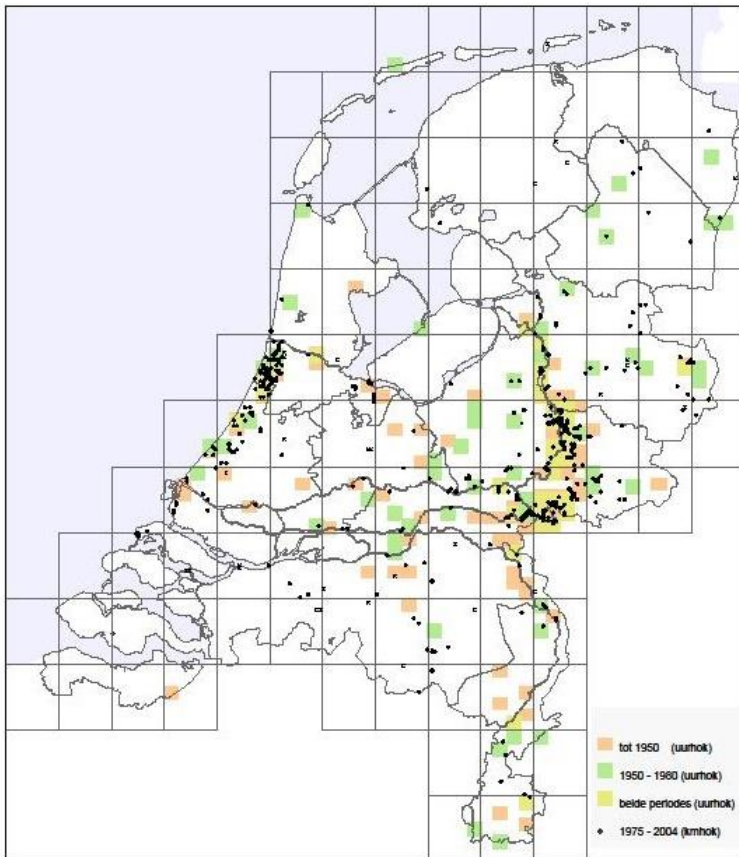 tot 1950 (uurhok)
1950 - 1980 (uurhok)
beide periodes (uurhok)
1975 - 2004 (kmhok)